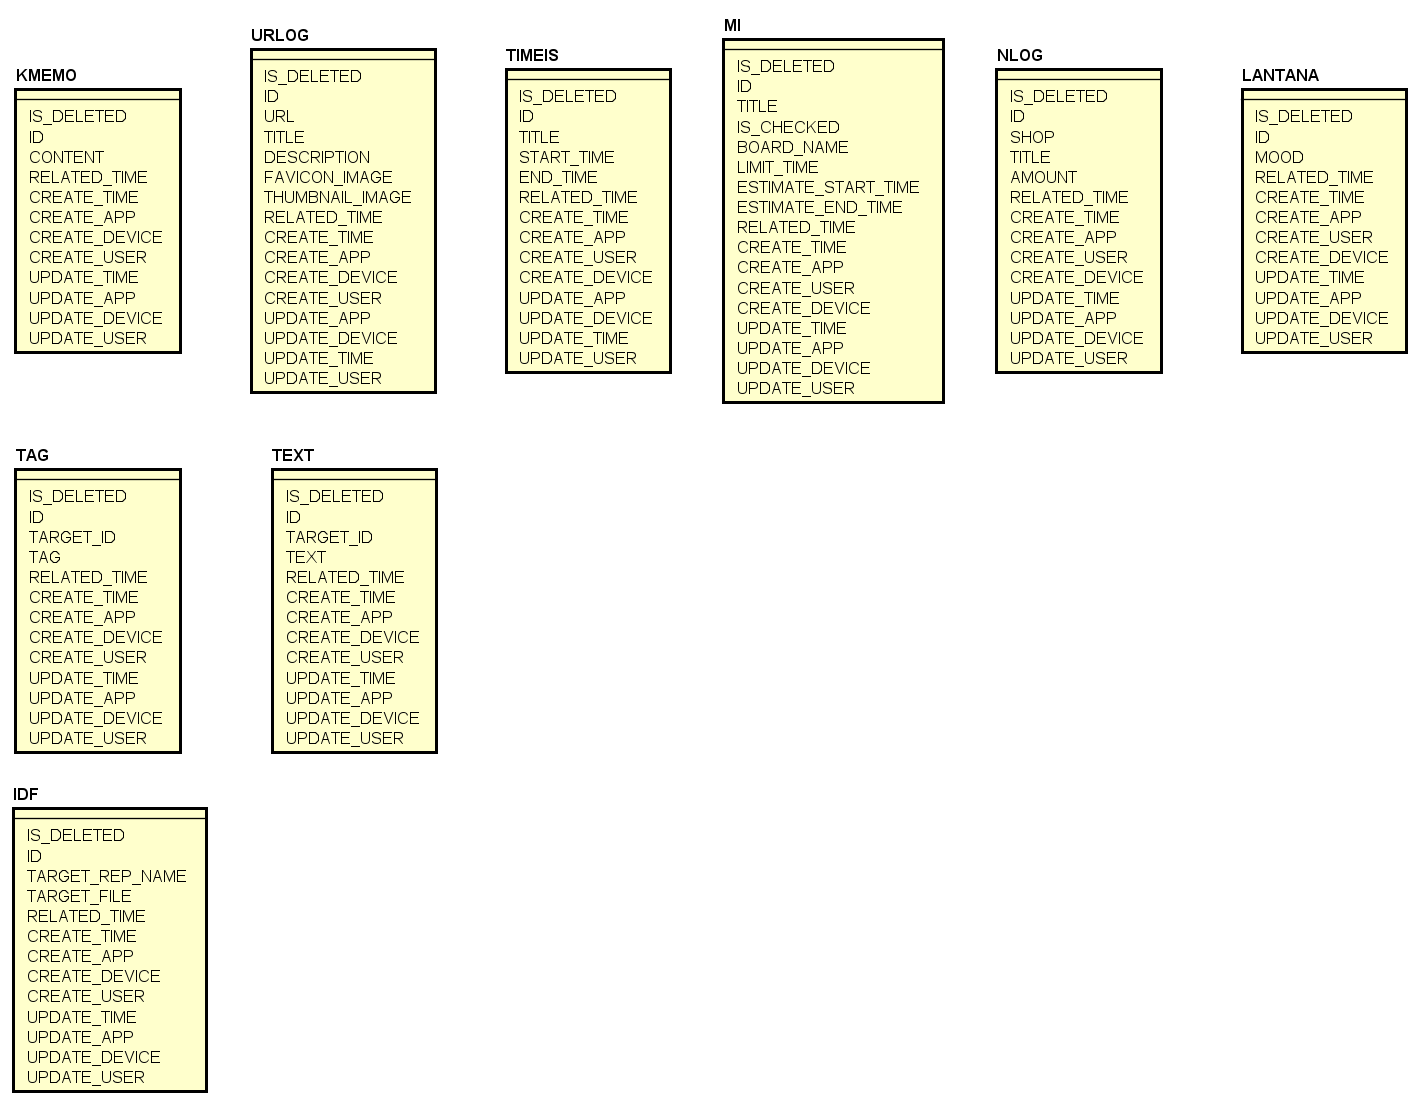 KMEMO
IS_DELETED
ID
CONTENT
RELATED_TIME
CREATE_TIME
CREATE_APP
CREATE_DEVICE
CREATE_USER
UPDATE_TIME
UPDATE_APP
UPDATE_DEVICE
UPDATE_USER
URLOG
IS_DELETED
ID
URL
TITLE
DESCRIPTION
FAVICON_IMAGE
THUMBNAIL_IMAGE
RELATED_TIME
CREATE_TIME
CREATE_APP
CREATE_DEVICE
CREATE_USER
UPDATE_APP
UPDATE_DEVICE
UPDATE_TIME
UPDATE_USER
TIMEIS
IS_DELETED
ID
TITLE
START_TIME
END_TIME
RELATED_TIME
CREATE_TIME
CREATE_APP
CREATE_USER
CREATE_DEVICE
UPDATE_APP
UPDATE_DEVICE
UPDATE_TIME
UPDATE_USER
MI
IS_DELETED
ID
TITLE
IS_CHECKED
BOARD_NAME
LIMIT_TIME
ESTIMATE_START_TIME
ESTIMATE_END_TIME
RELATED_TIME
CREATE_TIME
CREATE_APP
CREATE_USER
CREATE_DEVICE
UPDATE_TIME
UPDATE_APP
UPDATE_DEVICE
UPDATE_USER
NLOG
IS_DELETED
ID
SHOP
TITLE
AMOUNT
RELATED_TIME
CREATE_TIME
CREATE_APP
CREATE_USER
CREATE_DEVICE
UPDATE_TIME
UPDATE_APP
UPDATE_DEVICE
UPDATE_USER
LANTANA
IS_DELETED
ID
MOOD
RELATED_TIME
CREATE_TIME
CREATE_APP
CREATE_USER
CREATE_DEVICE
UPDATE_TIME
UPDATE_APP
UPDATE_DEVICE
UPDATE_USER
TAG
IS_DELETED
ID
TARGET_ID
TAG
RELATED_TIME
CREATE_TIME
CREATE_APP
CREATE_DEVICE
CREATE_USER
UPDATE_TIME
UPDATE_APP
UPDATE_DEVICE
UPDATE_USER
TEXT
IS_DELETED
ID
TARGET_ID
TEXT
RELATED_TIME
CREATE_TIME
CREATE_APP
CREATE_DEVICE
CREATE_USER
UPDATE_TIME
UPDATE_APP
UPDATE_DEVICE
UPDATE_USER
IDF
IS_DELETED
ID
TARGET_REP_NAME
TARGET_FILE
RELATED_TIME
CREATE_TIME
CREATE_APP
CREATE_DEVICE
CREATE_USER
UPDATE_TIME
UPDATE_APP
UPDATE_DEVICE
UPDATE_USER